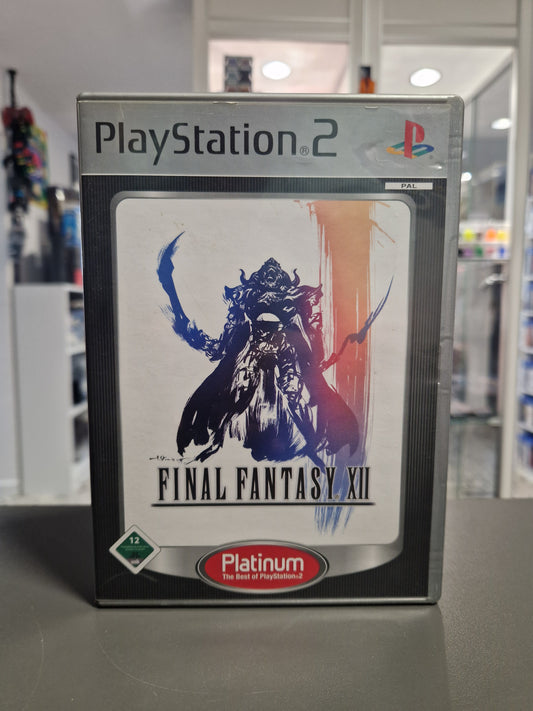 PlayStation®2
PAL
FINAL FANTASY XII
12
Platinum
The Best of PlayStation®2